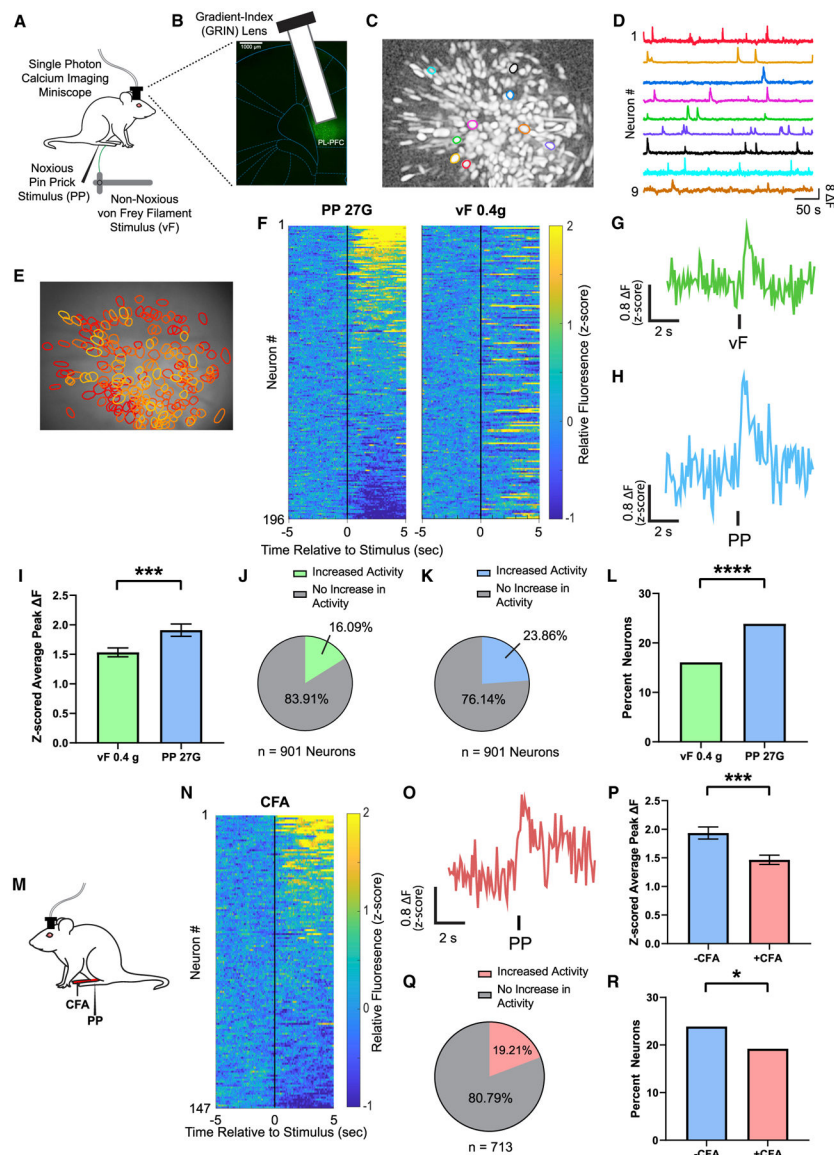 A
Single Photon
Calcium Imaging
Miniscope
Noxious
Pin Prick
Stimulus (PP)
Non-Noxious
von Frey Filament
Stimulus (vF)
B
Gradient-Index
(GRIN) Lens
1000 μm
PL-PFC
C
D
1
Neuron #
9
8 ΔF
50 s
E
F
PP 27G
vF 0.4g
1
Neuron #
196
-5
0
5
-5
0
5
Time Relative to Stimulus (sec)
2
1
0
-1
Relative Fluorescence (z-score)
G
0.8 ΔF
(z-score)
2 s
vF
H
0.8 ΔF
(z-score)
2 s
PP
I
***
Z-scored Average Peak ΔF
2.5
2.0
1.5
1.0
0.5
0.0
vF 0.4 g
PP 27G
J
Increased Activity
No Increase in
Activity
16.09%
83.91%
n = 901 Neurons
K
Increased Activity
No Increase in
Activity
23.86%
76.14%
n = 901 Neurons
L
****
Percent Neurons
30
20
10
0
vF 0.4 g
PP 27G
M
CFA
PP
N
CFA
1
Neuron #
147
-5
0
5
Time Relative to Stimulus (sec)
2
1
0
-1
Relative Fluorescence (z-score)
O
0.8 ΔF
(z-score)
2 s
PP
P
***
Z-scored Average Peak ΔF
2.5
2.0
1.5
1.0
0.5
0.0
-CFA
+CFA
Q
Increased Activity
No Increase in
Activity
19.21%
80.79%
n = 713
R
*
Percent Neurons
30
20
10
0
-CFA
+CFA